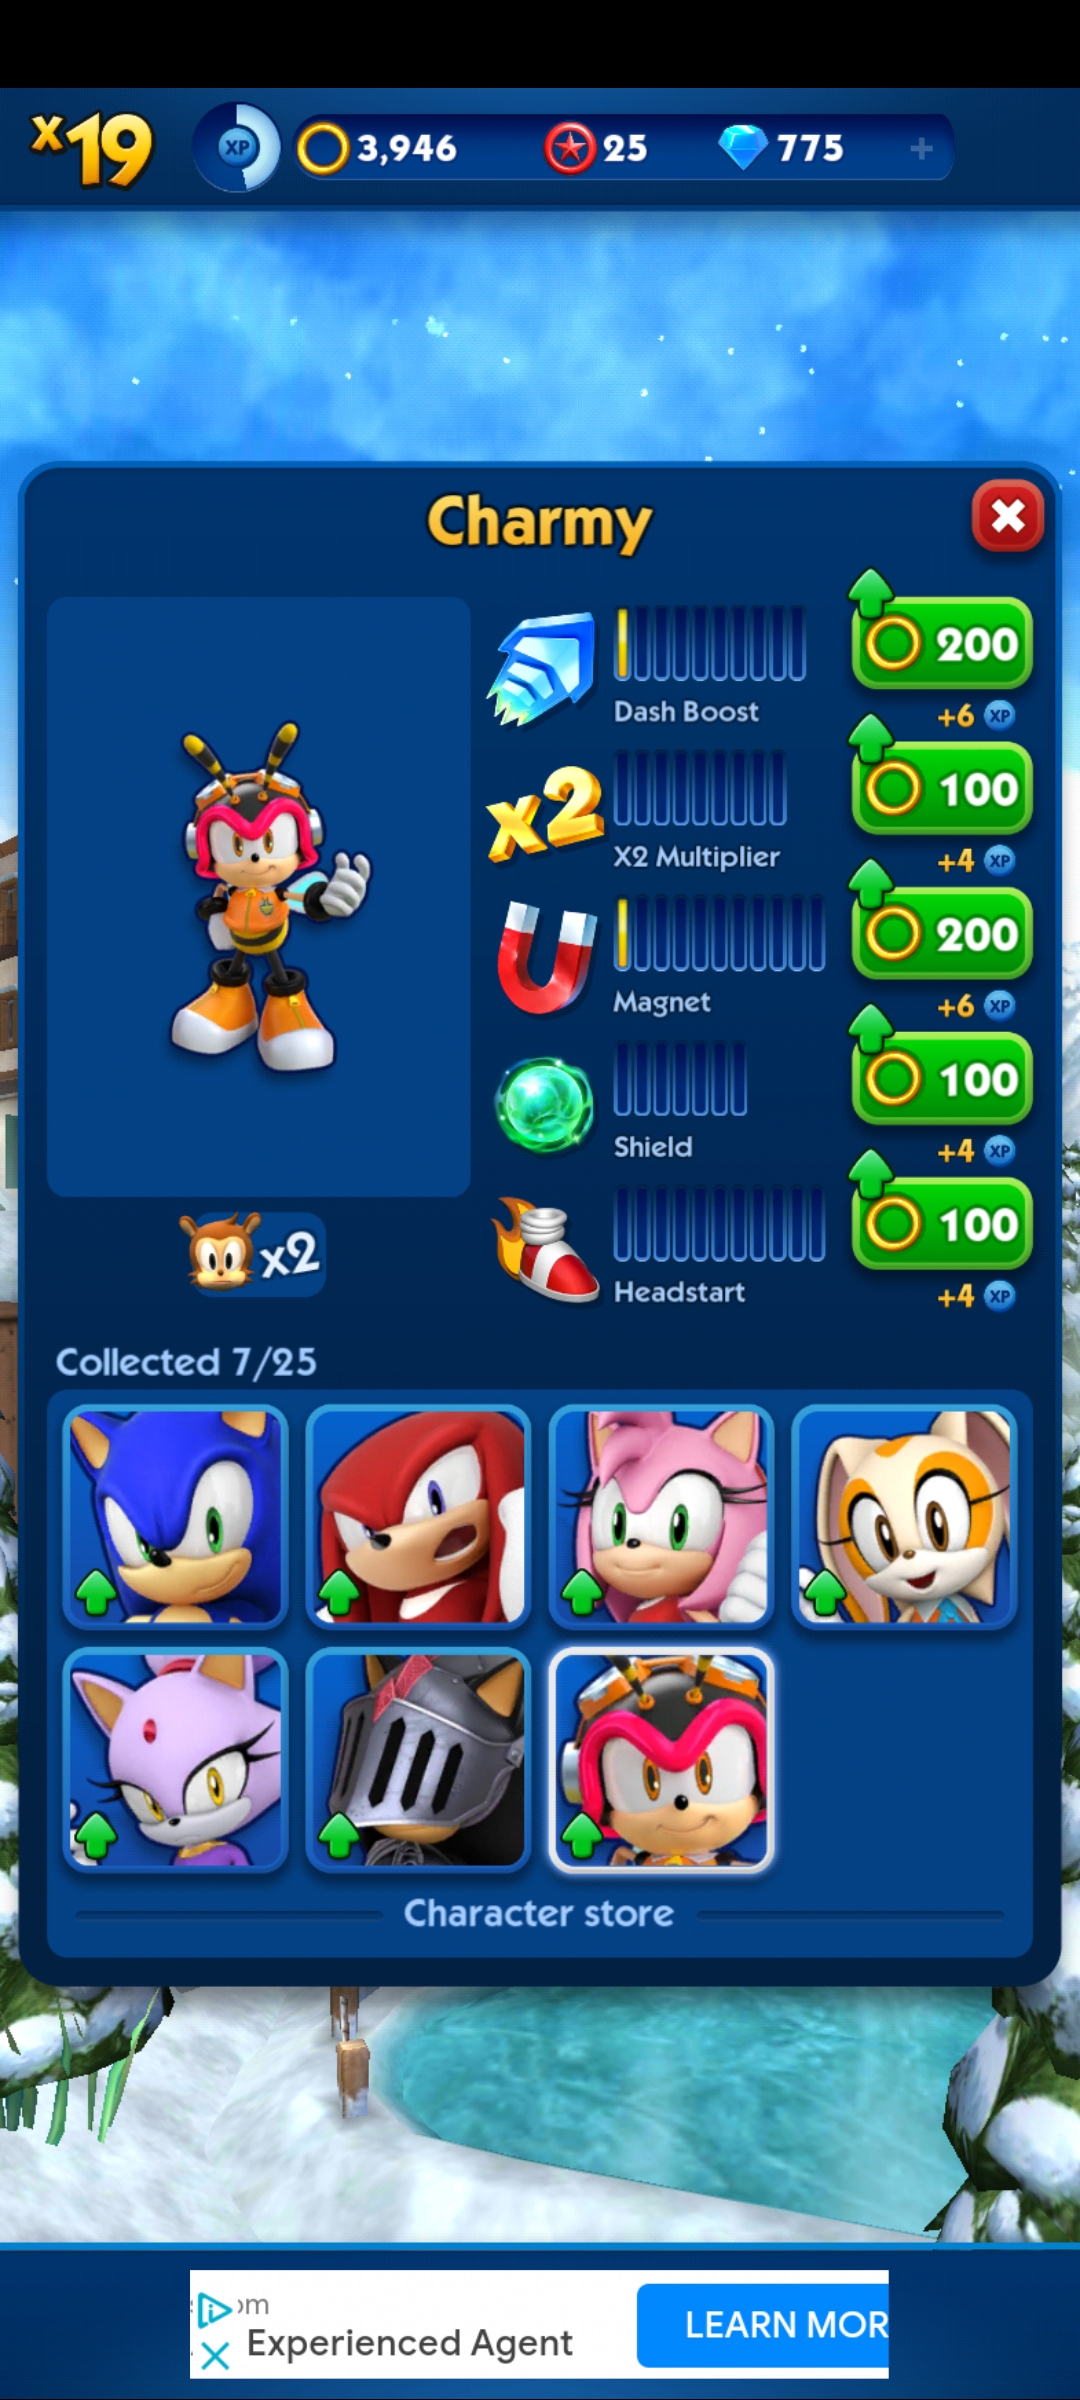 x19 XP 3,946 25 775 +
Charmy
200
Dash Boost
+6 XP
x2
100
X2 Multiplier
+4 XP
200
Magnet
+6 XP
100
Shield
+4 XP
x2
100
Headstart
+4 XP
Collected 7/25
Character store
om
Experienced Agent
LEARN MOR